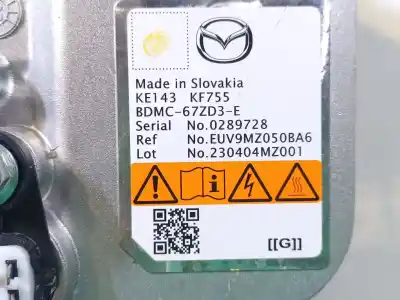 Made in Slovakia
KE143 KF755
BDMC-67ZD3-E
Serial No.0289728
Ref No.EUV9MZ050BA6
Lot No.230404MZ001
[[G]]